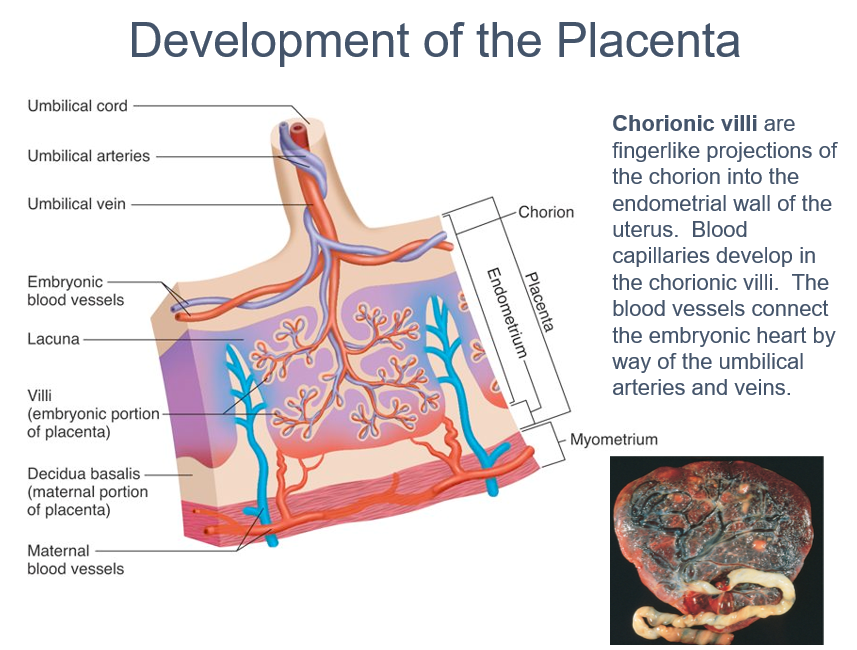 Development of the Placenta
Umbilical cord
Umbilical arteries
Umbilical vein
Embryonic
blood vessels
Lacuna
Villi
(embryonic portion
of placenta)
Decidua basalis
(maternal portion
of placenta)
Maternal
blood vessels
Chorion
Placenta
Endometrium
Myometrium
Chorionic villi are
fingerlike projections of
the chorion into the
endometrial wall of the
uterus.  Blood
capillaries develop in
the chorionic villi.  The
blood vessels connect
the embryonic heart by
way of the umbilical
arteries and veins.